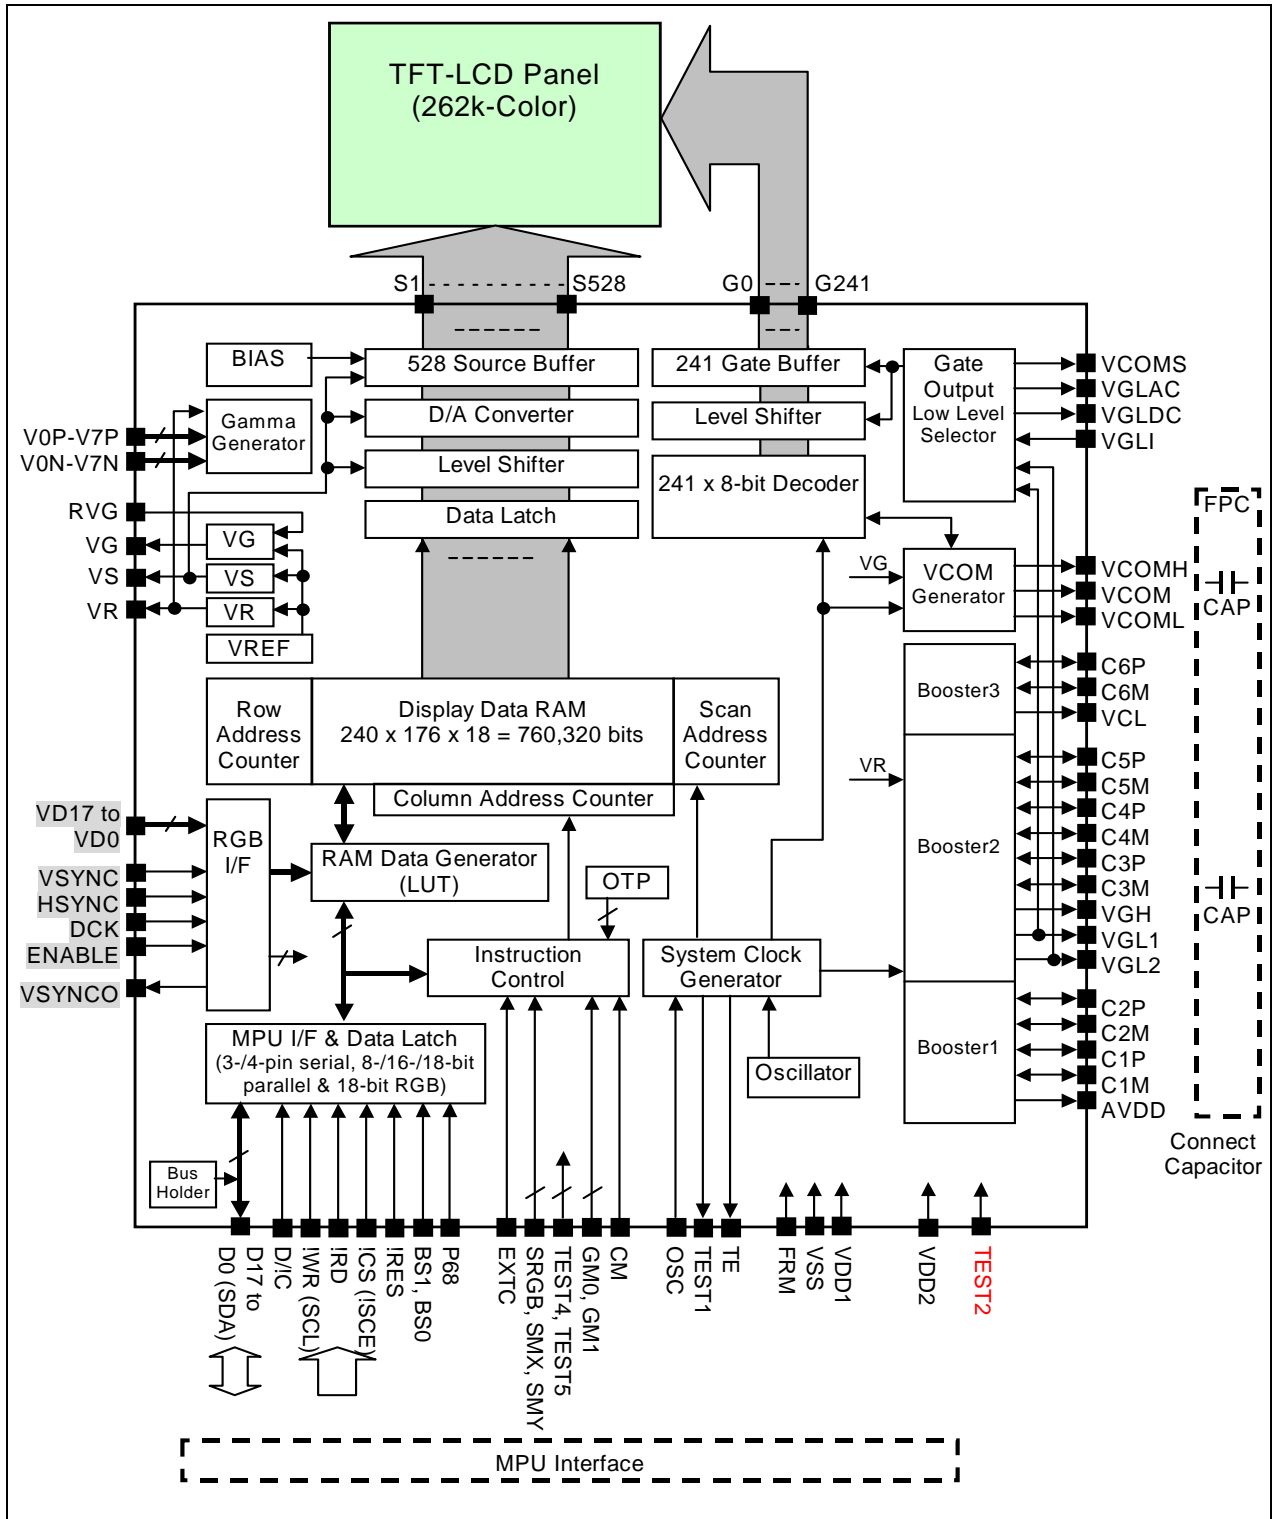 TFT-LCD Panel
(262k-Color)
S1
S528
G0
G241
BIAS
528 Source Buffer
241 Gate Buffer
Gate
Output
Low Level
Selector
VCOMS
VGLAC
VGLDC
VGLI
Gamma
Generator
D/A Converter
Level Shifter
V0P-V7P
V0N-V7N
Level Shifter
241 x 8-bit Decoder
Data Latch
RVG
VG
VS
VR
VG
VS
VR
VREF
VG
VCOM
Generator
VCOMH
VCOM
VCOML
FPC
CAP
CAP
Connect
Capacitor
Row
Address
Counter
Display Data RAM
240 x 176 x 18 = 760,320 bits
Scan
Address
Counter
Column Address Counter
Booster3
C6P
C6M
VCL
VR
Booster2
C5P
C5M
C4P
C4M
C3P
C3M
VGH
VGL1
VGL2
VD17 to
VD0
VSYNC
HSYNC
DCK
ENABLE
VSYNCO
RGB
I/F
RAM Data Generator
(LUT)
OTP
Instruction
Control
System Clock
Generator
Oscillator
Booster1
C2P
C2M
C1P
C1M
AVDD
MPU I/F & Data Latch
(3-/4-pin serial, 8-/16-/18-bit
parallel & 18-bit RGB)
Bus
Holder
D17 to
D0 (SDA)
D/!C
!WR (SCL)
!RD
!CS (!SCE)
!RES
BS1, BS0
P68
EXTC
SRGB, SMX, SMY
TEST4, TEST5
GM0, GM1
CM
OSC
TEST1
TE
FRM
VSS
VDD1
VDD2
TEST2
MPU Interface